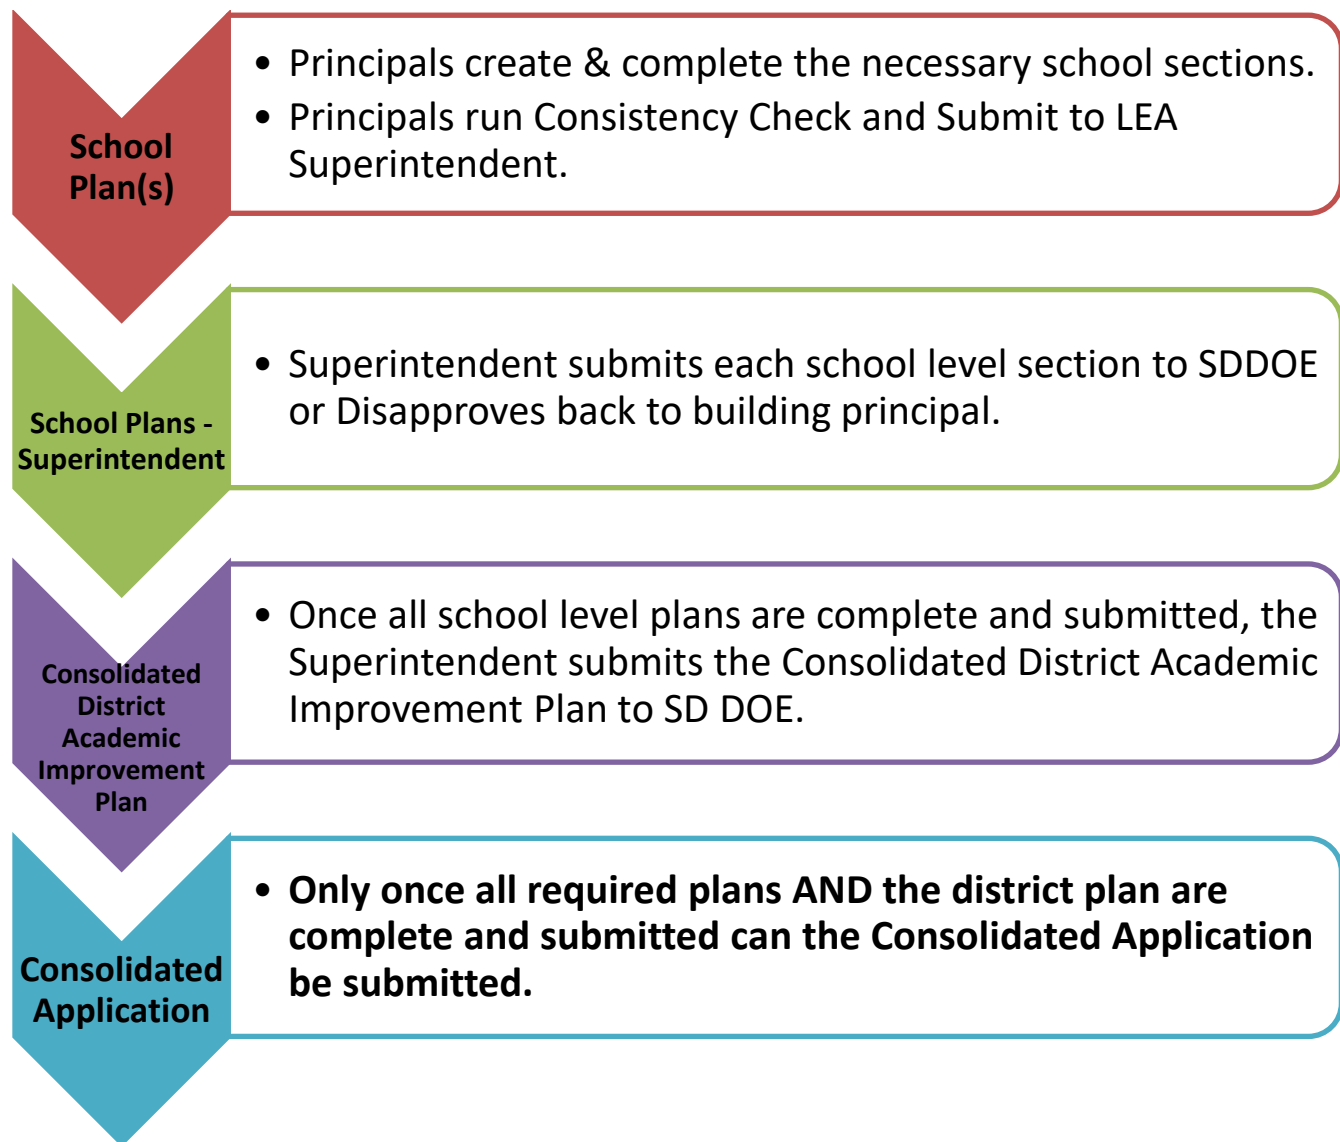 School
Plan(s)
• Principals create & complete the necessary school sections.
• Principals run Consistency Check and Submit to LEA
Superintendent.
School Plans -
Superintendent
• Superintendent submits each school level section to SDDOE
or Disapproves back to building principal.
Consolidated
District
Academic
Improvement
Plan
• Once all school level plans are complete and submitted, the
Superintendent submits the Consolidated District Academic
Improvement Plan to SD DOE.
Consolidated
Application
• Only once all required plans AND the district plan are
complete and submitted can the Consolidated Application
be submitted.